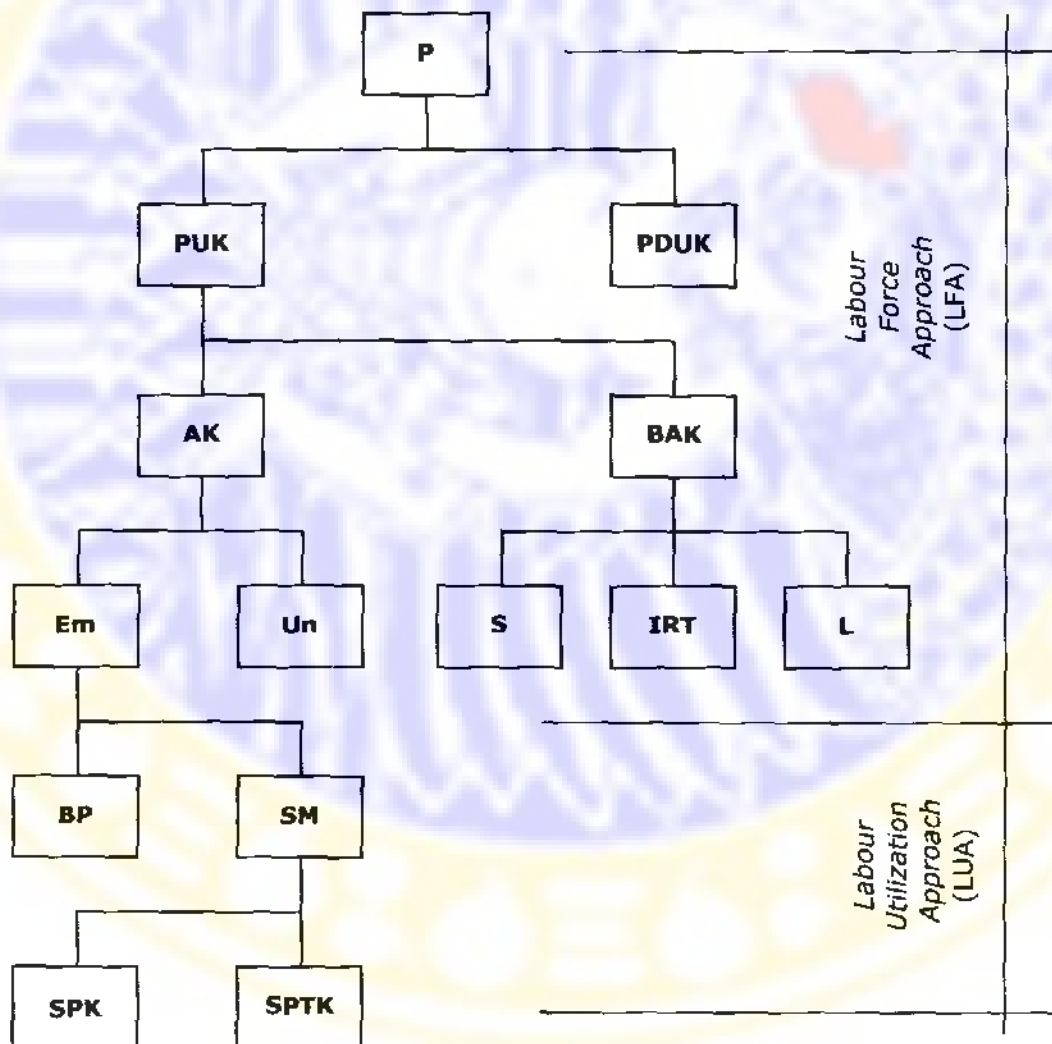 P
PUK
PDUK
Labour
Force
Approach
(LFA)
AK
BAK
Em
Un
S
IRT
L
BP
SM
Labour
Utilization
Approach
(LUA)
SPK
SPTK